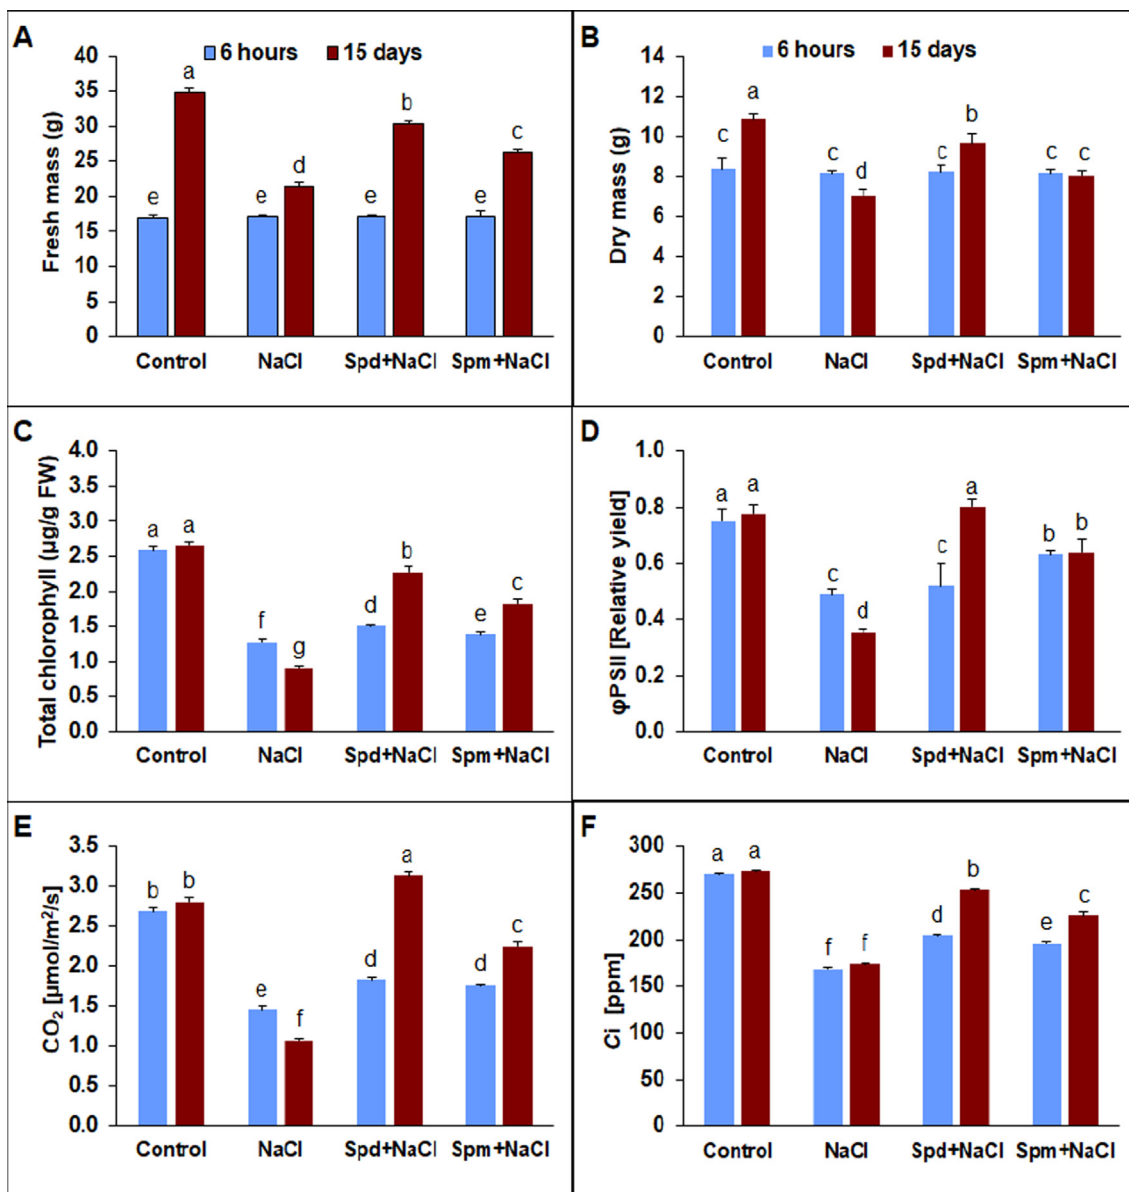 A
6 hours 15 days
Fresh mass (g)
40
35
30
25
20
15
10
5
0
a
b
c
d
e e e e
Control NaCl Spd+NaCl Spm+NaCl
B
6 hours 15 days
Dry mass (g)
14
12
10
8
6
4
2
0
c a c d c b c c
Control NaCl Spd+NaCl Spm+NaCl
C
Total chlorophyll (µg/g FW)
4.0
3.5
3.0
2.5
2.0
1.5
1.0
0.5
0.0
a a f g d b e c
Control NaCl Spd+NaCl Spm+NaCl
D
φPSII [Relative yield]
1.0
0.8
0.6
0.4
0.2
0.0
a a c d c a b b
Control NaCl Spd+NaCl Spm+NaCl
E
CO₂ [µmol/m²/s]
3.5
3.0
2.5
2.0
1.5
1.0
0.5
0.0
b b e f d a d c
Control NaCl Spd+NaCl Spm+NaCl
F
Ci [ppm]
300
250
200
150
100
50
0
a a f f d b e c
Control NaCl Spd+NaCl Spm+NaCl